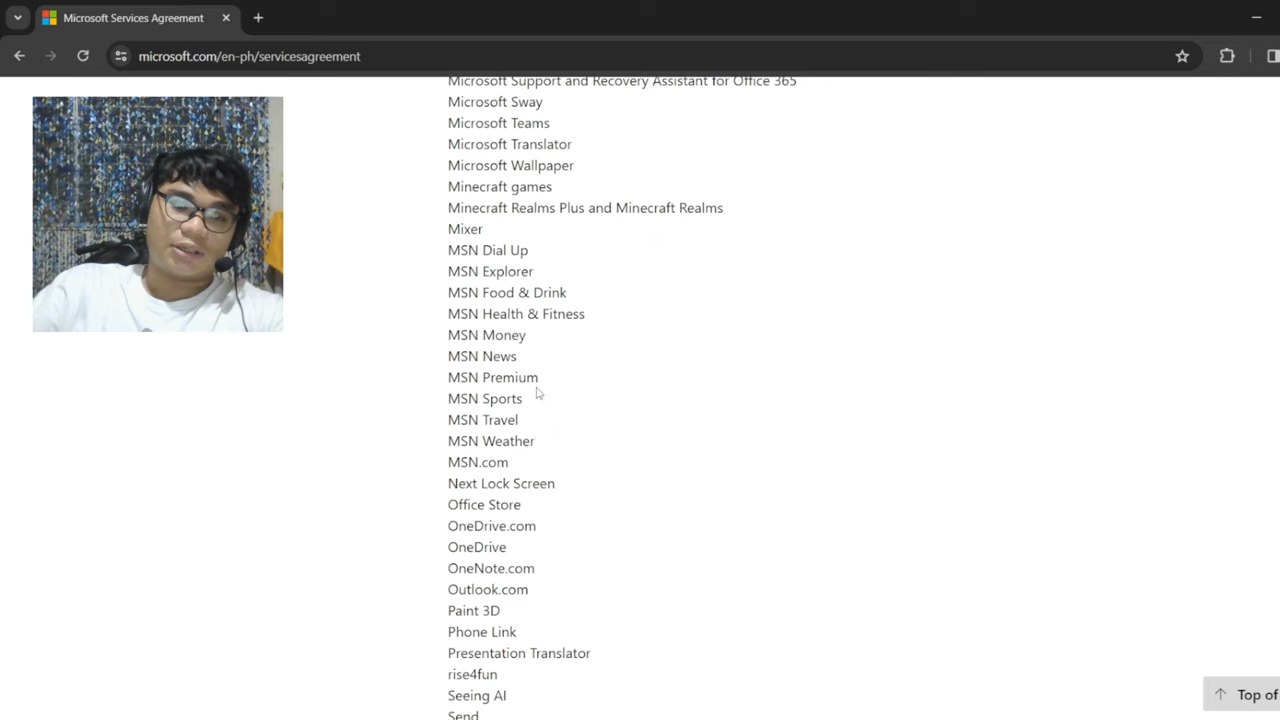 Microsoft Services Agreement
microsoft.com/en-ph/servicesagreement
Microsoft Support and Recovery Assistant for Office 365
Microsoft Sway
Microsoft Teams
Microsoft Translator
Microsoft Wallpaper
Minecraft games
Minecraft Realms Plus and Minecraft Realms
Mixer
MSN Dial Up
MSN Explorer
MSN Food & Drink
MSN Health & Fitness
MSN Money
MSN News
MSN Premium
MSN Sports
MSN Travel
MSN Weather
MSN.com
Next Lock Screen
Office Store
OneDrive.com
OneDrive
OneNote.com
Outlook.com
Paint 3D
Phone Link
Presentation Translator
rise4fun
Seeing AI
Send
Top of